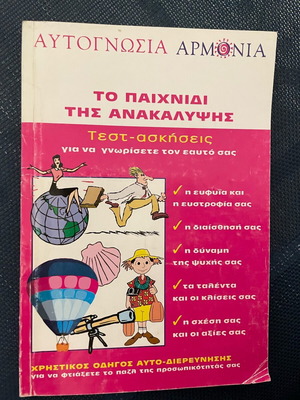 ΑΥΤΟΓΝΩΣΙΑ ΑΡΜΟΝΙΑ
ΤΟ ΠΑΙΧΝΙΔΙ
ΤΗΣ ΑΝΑΚΑΛΥΨΗΣ
Τεστ-ασκήσεις
για να γνωρίσετε τον εαυτό σας
η ευφυΐα και
η ευστροφία σας
η διαίσθησή σας
η δύναμη
της ψυχής σας
τα ταλέντα
και οι κλίσεις σας
η σχέση σας
και οι αξίες σας
ΧΡΗΣΤΙΚΟΣ ΟΔΗΓΟΣ ΑΥΤΟ-ΔΙΕΡΕΥΝΗΣΗΣ
για να φτιάξετε το παζλ της προσωπικότητάς σας